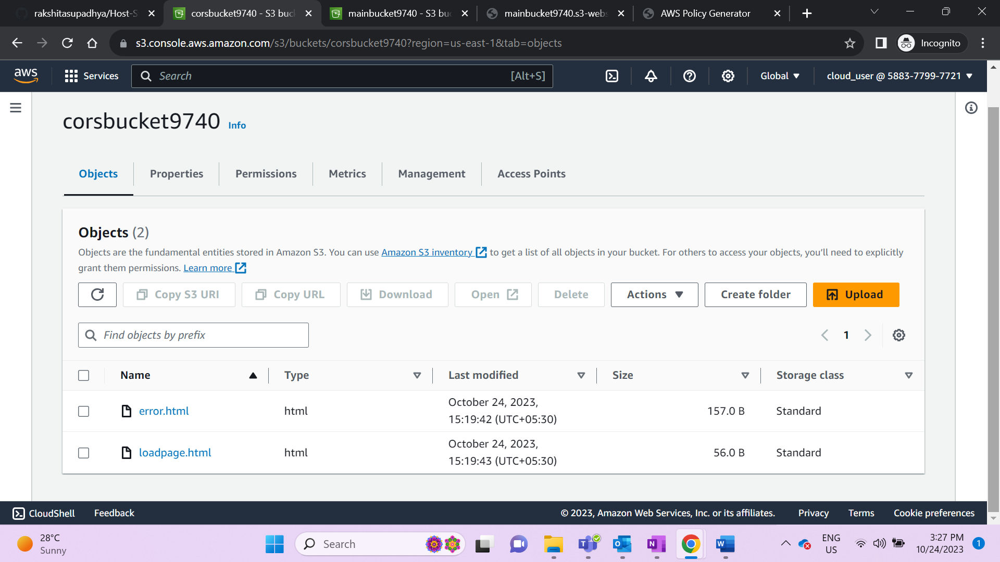 rakshitasupadhya/Host-S
corsbucket9740 - S3 buck
mainbucket9740 - S3 buc
mainbucket9740.s3-webs
AWS Policy Generator
s3.console.aws.amazon.com/s3/buckets/corsbucket9740?region=us-east-1&tab=objects
Incognito
aws
Services
Search
[Alt+S]
Global
cloud_user @ 5883-7799-7721
corsbucket9740 Info
Objects
Properties
Permissions
Metrics
Management
Access Points
Objects (2)
Objects are the fundamental entities stored in Amazon S3. You can use Amazon S3 inventory to get a list of all objects in your bucket. For others to access your objects, you’ll need to explicitly
grant them permissions. Learn more
Copy S3 URI
Copy URL
Download
Open
Delete
Actions
Create folder
Upload
Find objects by prefix
1
Name
Type
Last modified
Size
Storage class
error.html
html
October 24, 2023,
15:19:42 (UTC+05:30)
157.0 B
Standard
loadpage.html
html
October 24, 2023,
15:19:43 (UTC+05:30)
56.0 B
Standard
CloudShell
Feedback
© 2023, Amazon Web Services, Inc. or its affiliates.
Privacy
Terms
Cookie preferences
28°C
Sunny
Search
ENG
US
3:27 PM
10/24/2023
1